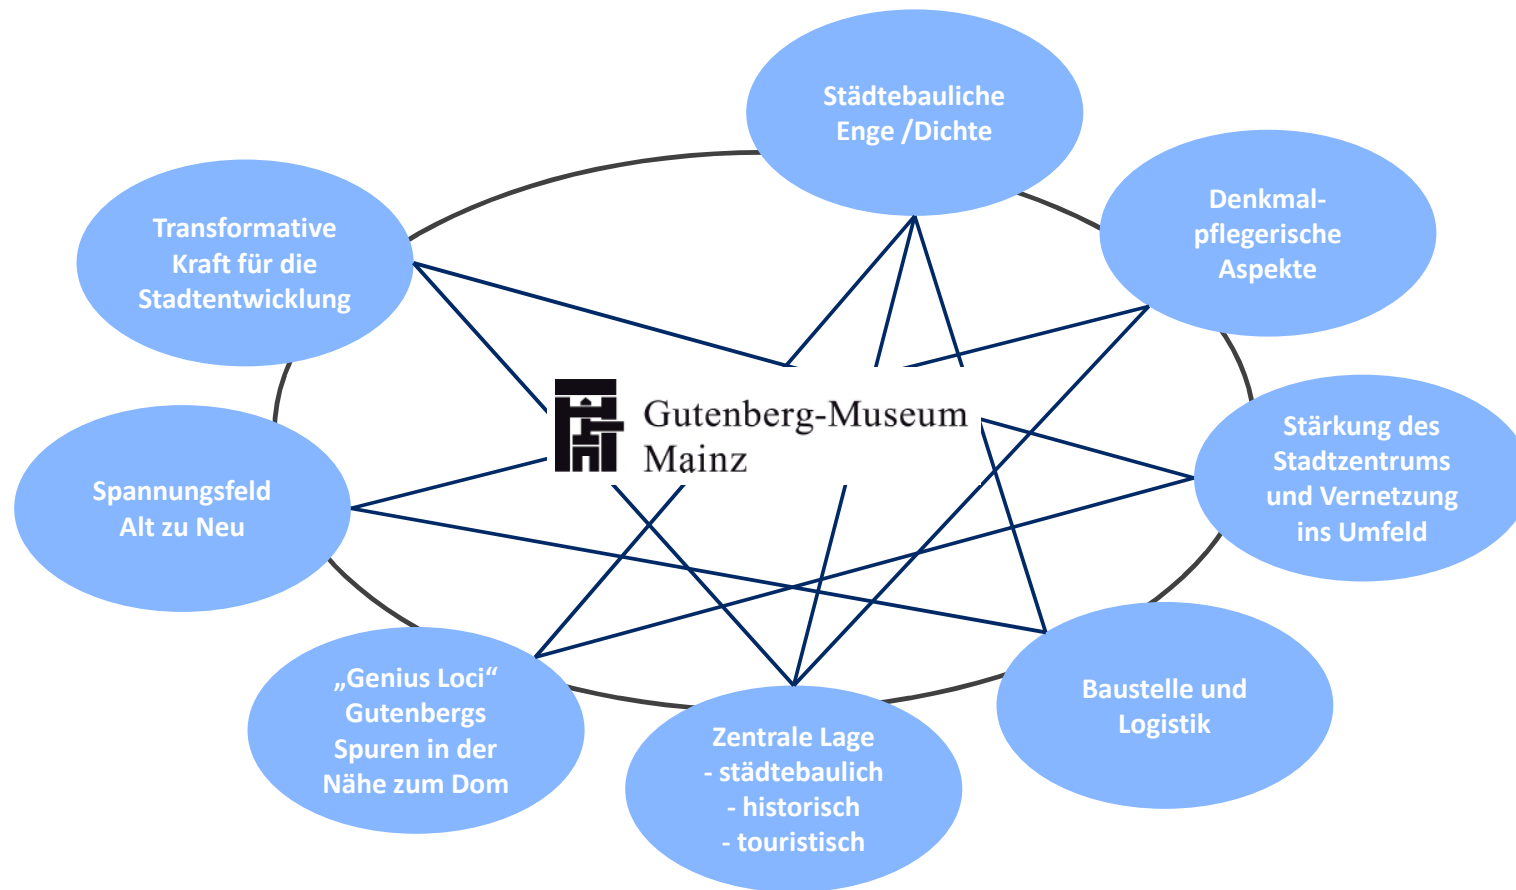 Städtebauliche
Enge /Dichte
Denkmal-
pflegerische
Aspekte
Transformative
Kraft für die
Stadtentwicklung
Gutenberg-Museum
Mainz
Stärkung des
Stadtzentrums
und Vernetzung
ins Umfeld
Spannungsfeld
Alt zu Neu
„Genius Loci“
Gutenbergs
Spuren in der
Nähe zum Dom
Zentrale Lage
- städtebaulich
- historisch
- touristisch
Baustelle und
Logistik